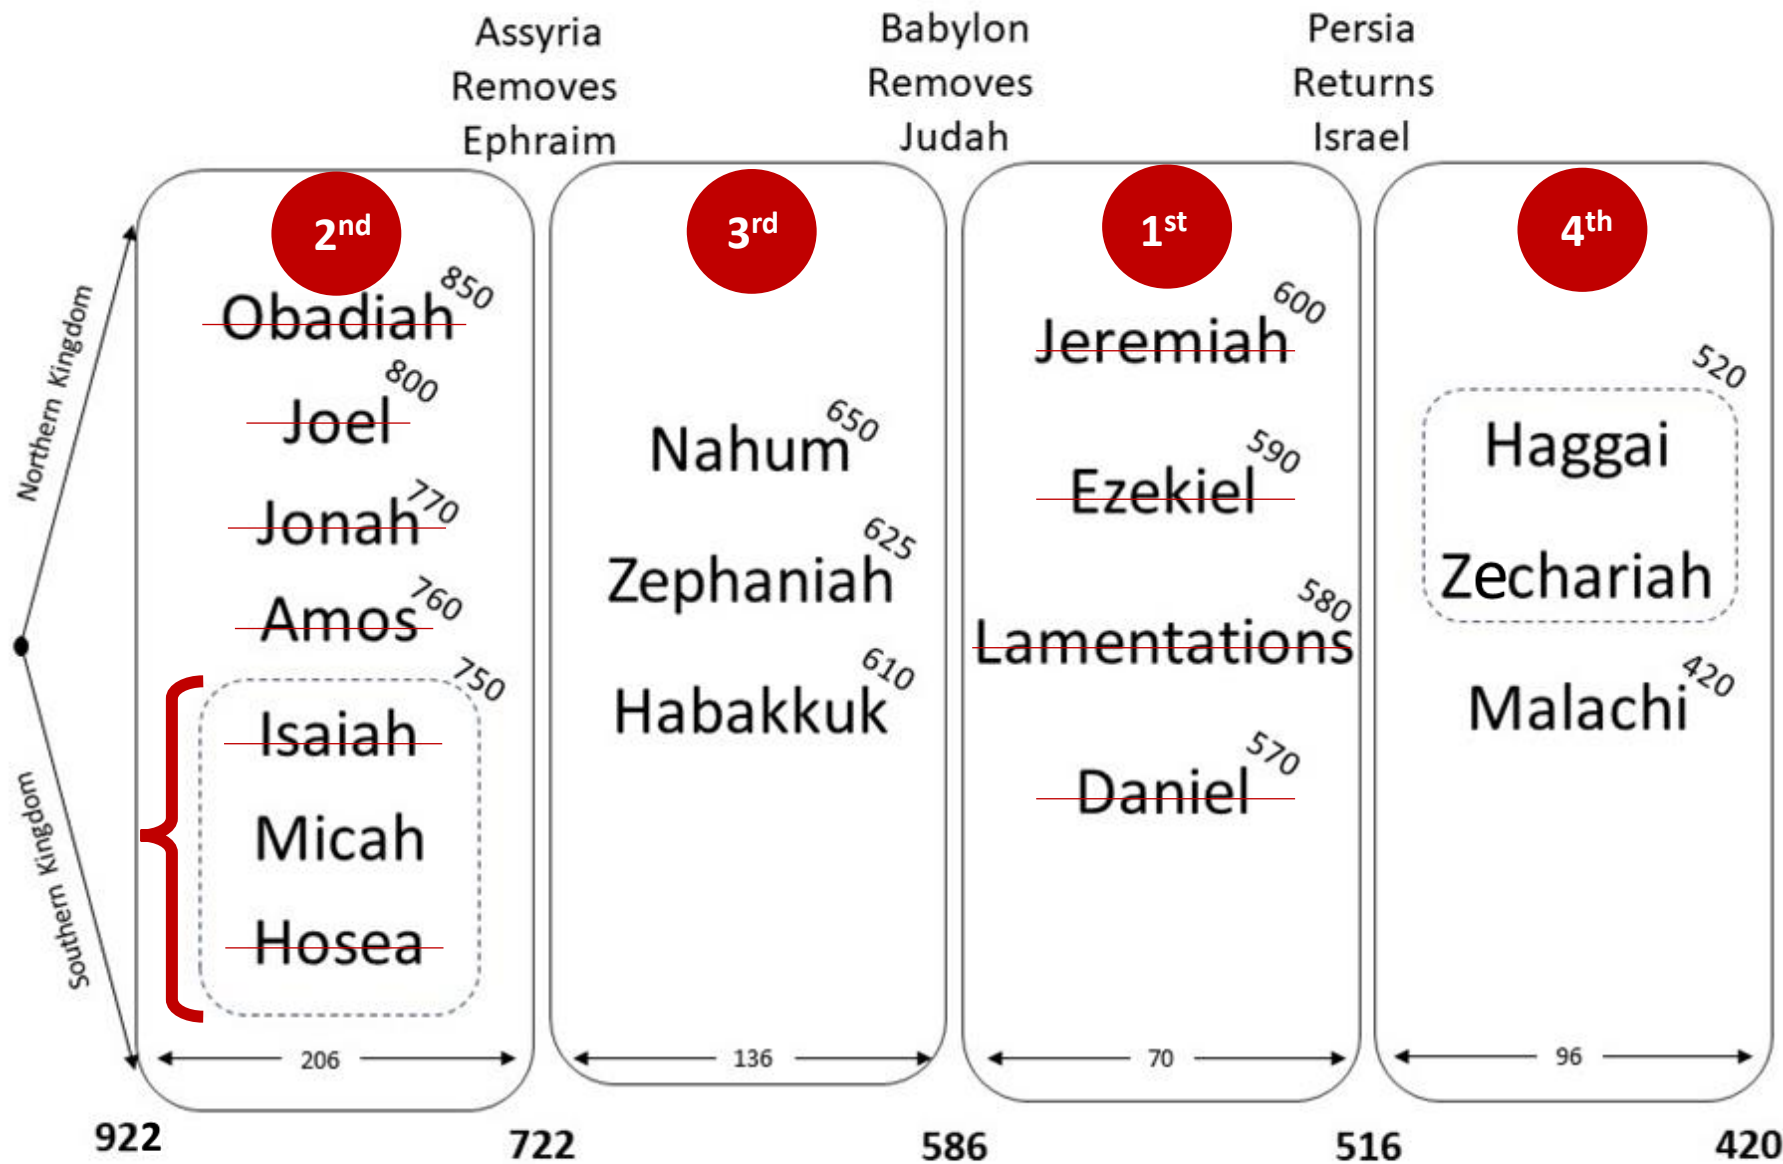 Assyria
Removes
Ephraim
Babylon
Removes
Judah
Persia
Returns
Israel
Northern Kingdom
Southern Kingdom
2nd
Obadiah 850
Joel 800
Jonah 770
Amos 760
750
Isaiah
Micah
Hosea
206
3rd
Nahum 650
Zephaniah 625
Habakkuk 610
136
1st
Jeremiah 600
Ezekiel 590
Lamentations 580
Daniel 570
70
4th
520
Haggai
Zechariah
Malachi 420
96
922
722
586
516
420